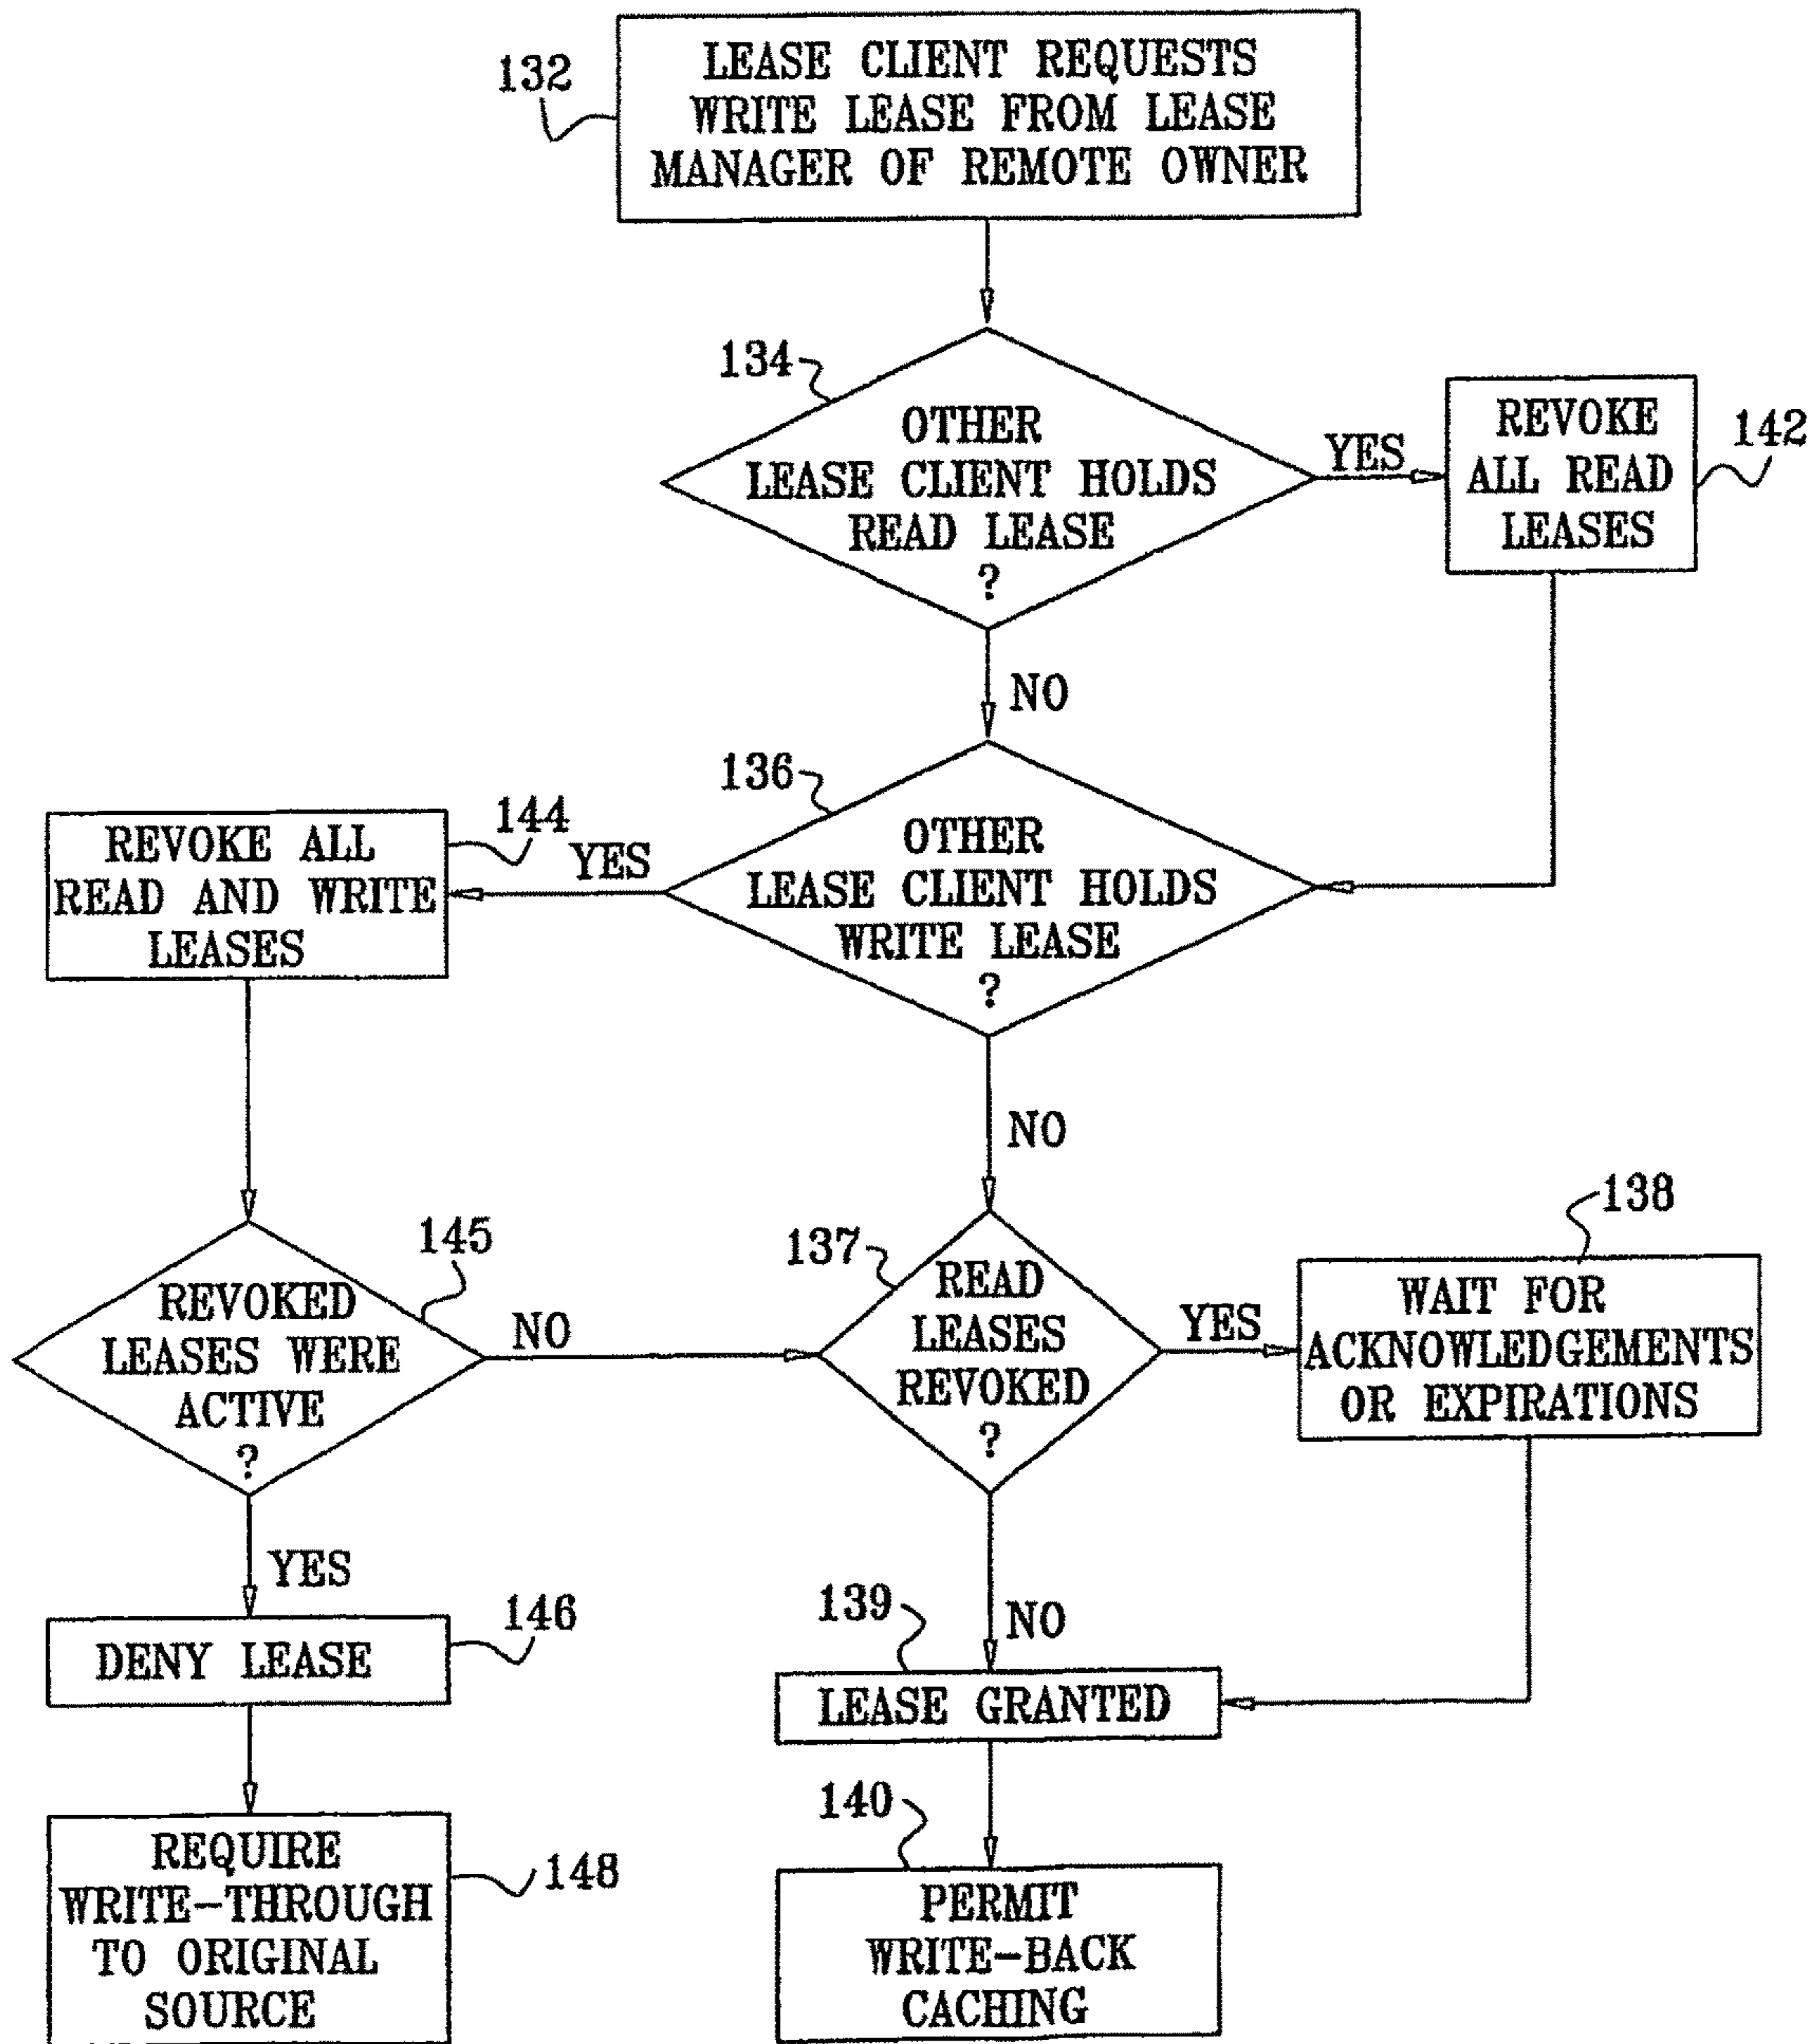 132
LEASE CLIENT REQUESTS
WRITE LEASE FROM LEASE
MANAGER OF REMOTE OWNER
134
OTHER
LEASE CLIENT HOLDS
READ LEASE
?
YES
REVOKE
ALL READ
LEASES
142
NO
136
OTHER
LEASE CLIENT HOLDS
WRITE LEASE
?
YES
144
REVOKE ALL
READ AND WRITE
LEASES
NO
145
REVOKED
LEASES WERE
ACTIVE
?
NO
137
READ
LEASES
REVOKED
?
YES
138
WAIT FOR
ACKNOWLEDGEMENTS
OR EXPIRATIONS
YES
146
DENY LEASE
NO
139
LEASE GRANTED
148
REQUIRE
WRITE-THROUGH
TO ORIGINAL
SOURCE
140
PERMIT
WRITE-BACK
CACHING